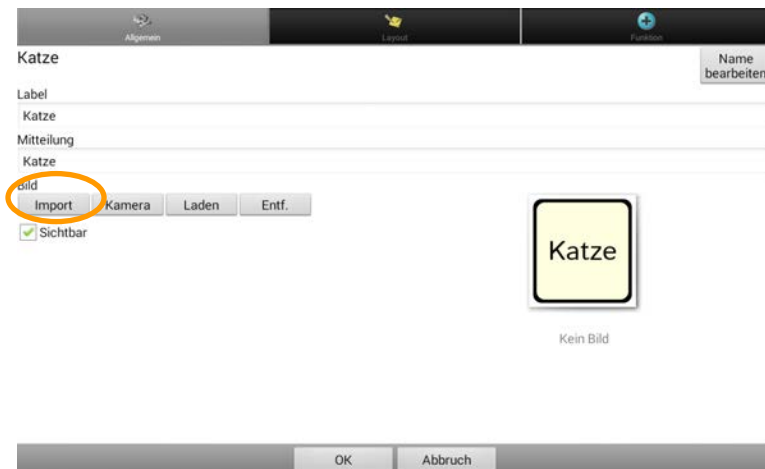 Allgemein Layout Funktion
Katze
Name
bearbeiten
Label
Katze
Mitteilung
Katze
Bild
Import Kamera Laden Entf.
Sichtbar
Katze
Kein Bild
OK Abbruch